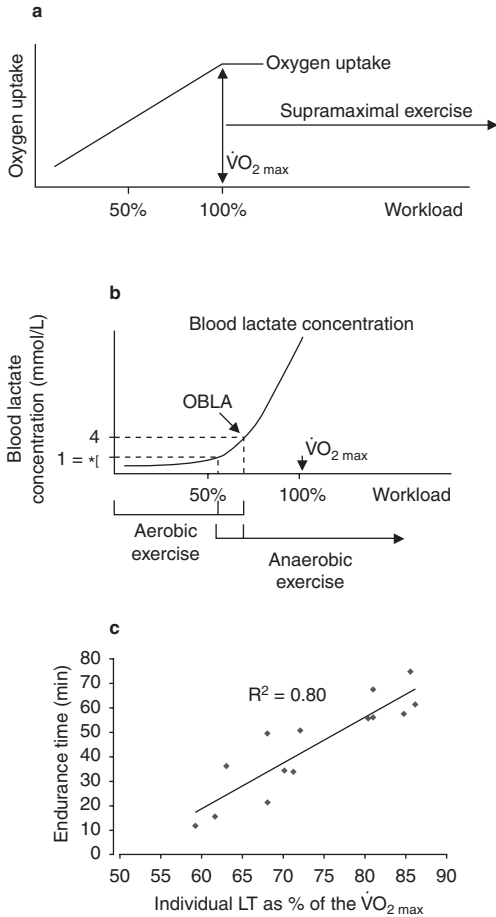 a
Oxygen uptake
Oxygen uptake
Supramaximal exercise
V̇O2 max
50%
100%
Workload
b
Blood lactate concentration
Blood lactate
concentration (mmol/L)
OBLA
4
1 = *[
V̇O2 max
50%
100%
Workload
Aerobic
exercise
Anaerobic
exercise
c
Endurance time (min)
80
70
60
50
40
30
20
10
0
R² = 0.80
50 55 60 65 70 75 80 85 90
Individual LT as % of the V̇O2 max